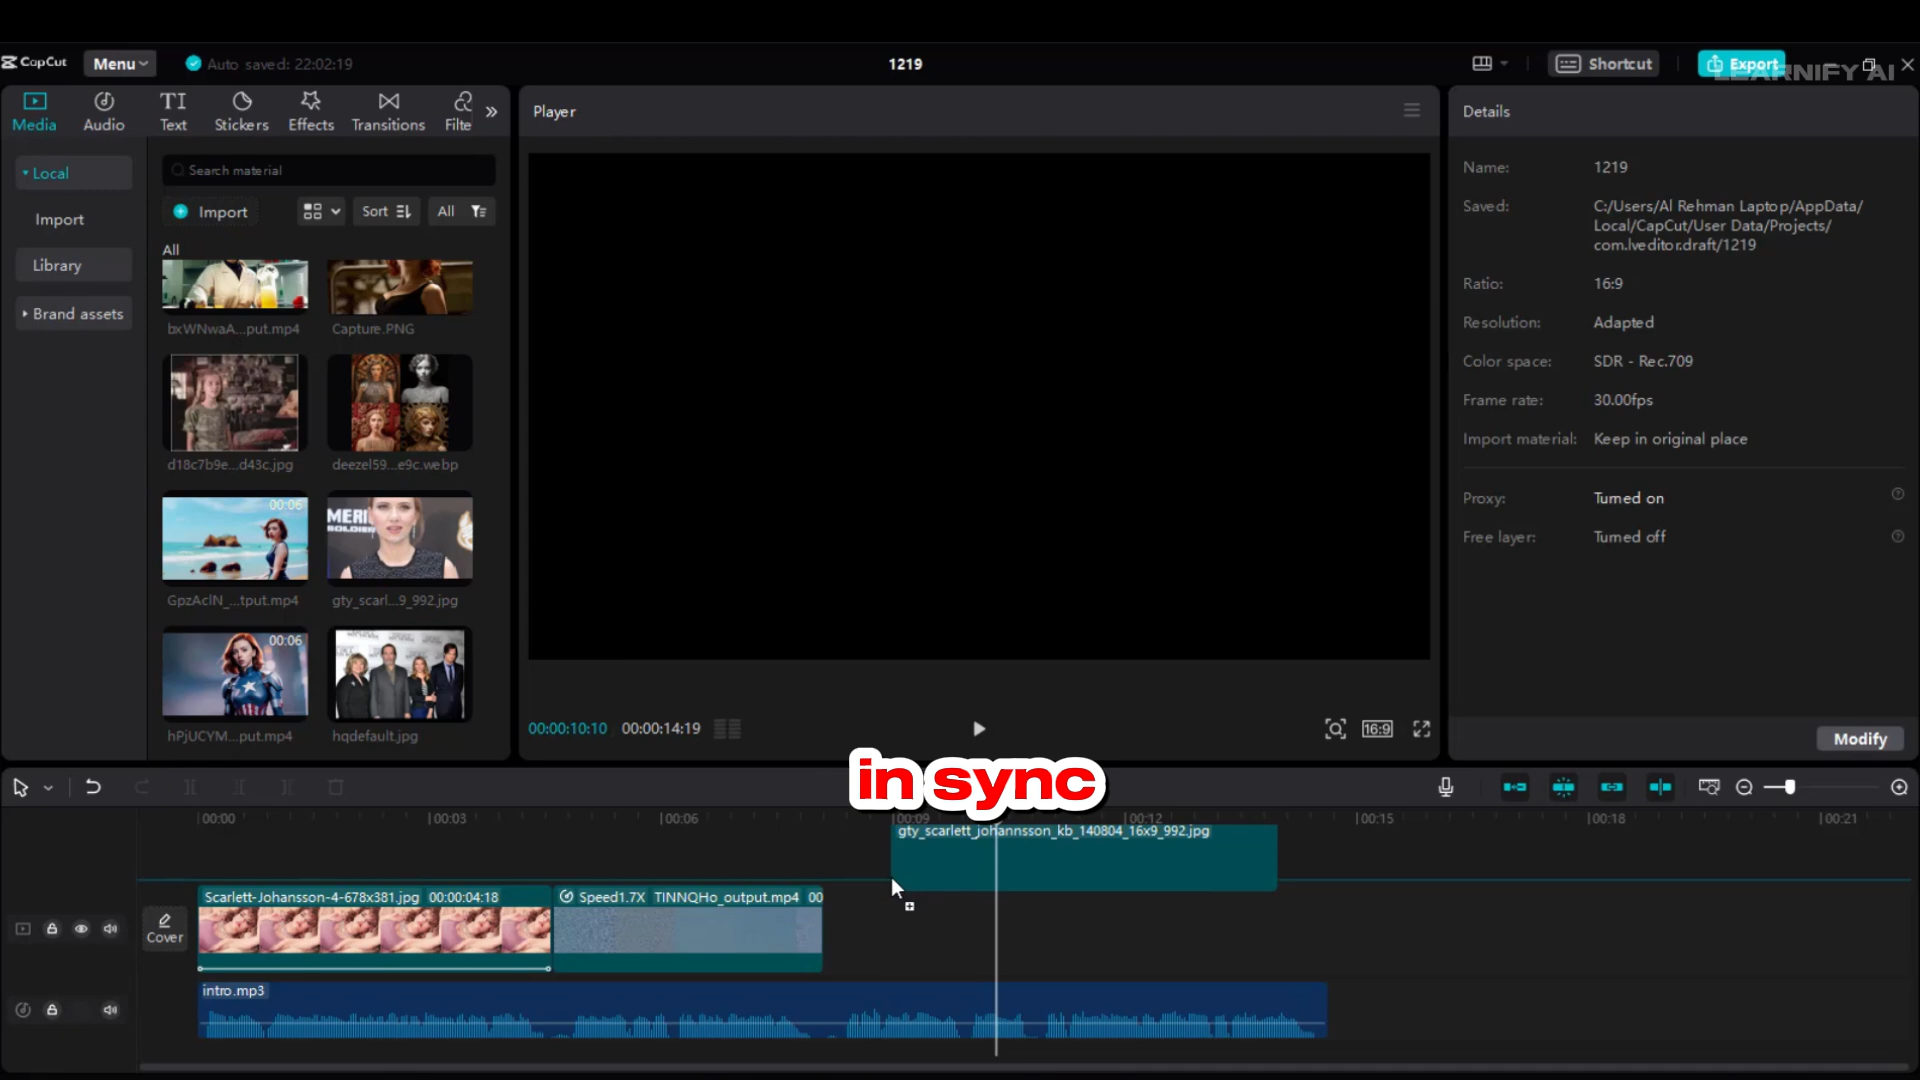 CapCut
Menu
Auto saved: 22:02:19
1219
Shortcut
Export
LEARNIFY AI
Media
Audio
TI
Text
Stickers
Effects
Transitions
Filte
Player
Details
Local
Import
Library
Brand assets
Search material
Import
Sort
All
All
bxWNwaA...put.mp4
Capture.PNG
d18c7b9e...d43c.jpg
deezel59...e9c.webp
00:06
MERI
SOLDIER
GpzAclN_...tput.mp4
gty_scarl...9_992.jpg
00:06
hPjUCYM...put.mp4
hqdefault.jpg
Name:
1219
Saved:
C:/Users/Al Rehman Laptop/AppData/
Local/CapCut/User Data/Projects/
com.lveditor.draft/1219
Ratio:
16:9
Resolution:
Adapted
Color space:
SDR - Rec.709
Frame rate:
30.00fps
Import material:
Keep in original place
Proxy:
Turned on
Free layer:
Turned off
Modify
00:00:10:10
00:00:14:19
16:9
in sync
00:00
00:03
00:06
00:09
00:12
00:15
00:18
00:21
gty_scarlett_johannsson_kb_140804_16x9_992.jpg
Cover
Scarlett-Johansson-4-678x381.jpg 00:00:04:18
Speed1.7X TINNQHo_output.mp4 00
intro.mp3